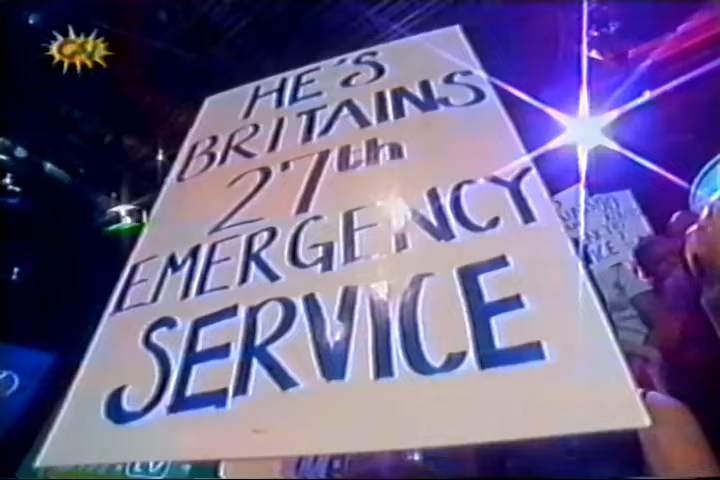 HE'S
BRITAINS
27th
EMERGENCY
SERVICE